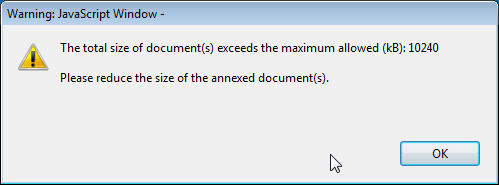 Warning: JavaScript Window -
The total size of document(s) exceeds the maximum allowed (kB): 10240
Please reduce the size of the annexed document(s).
OK